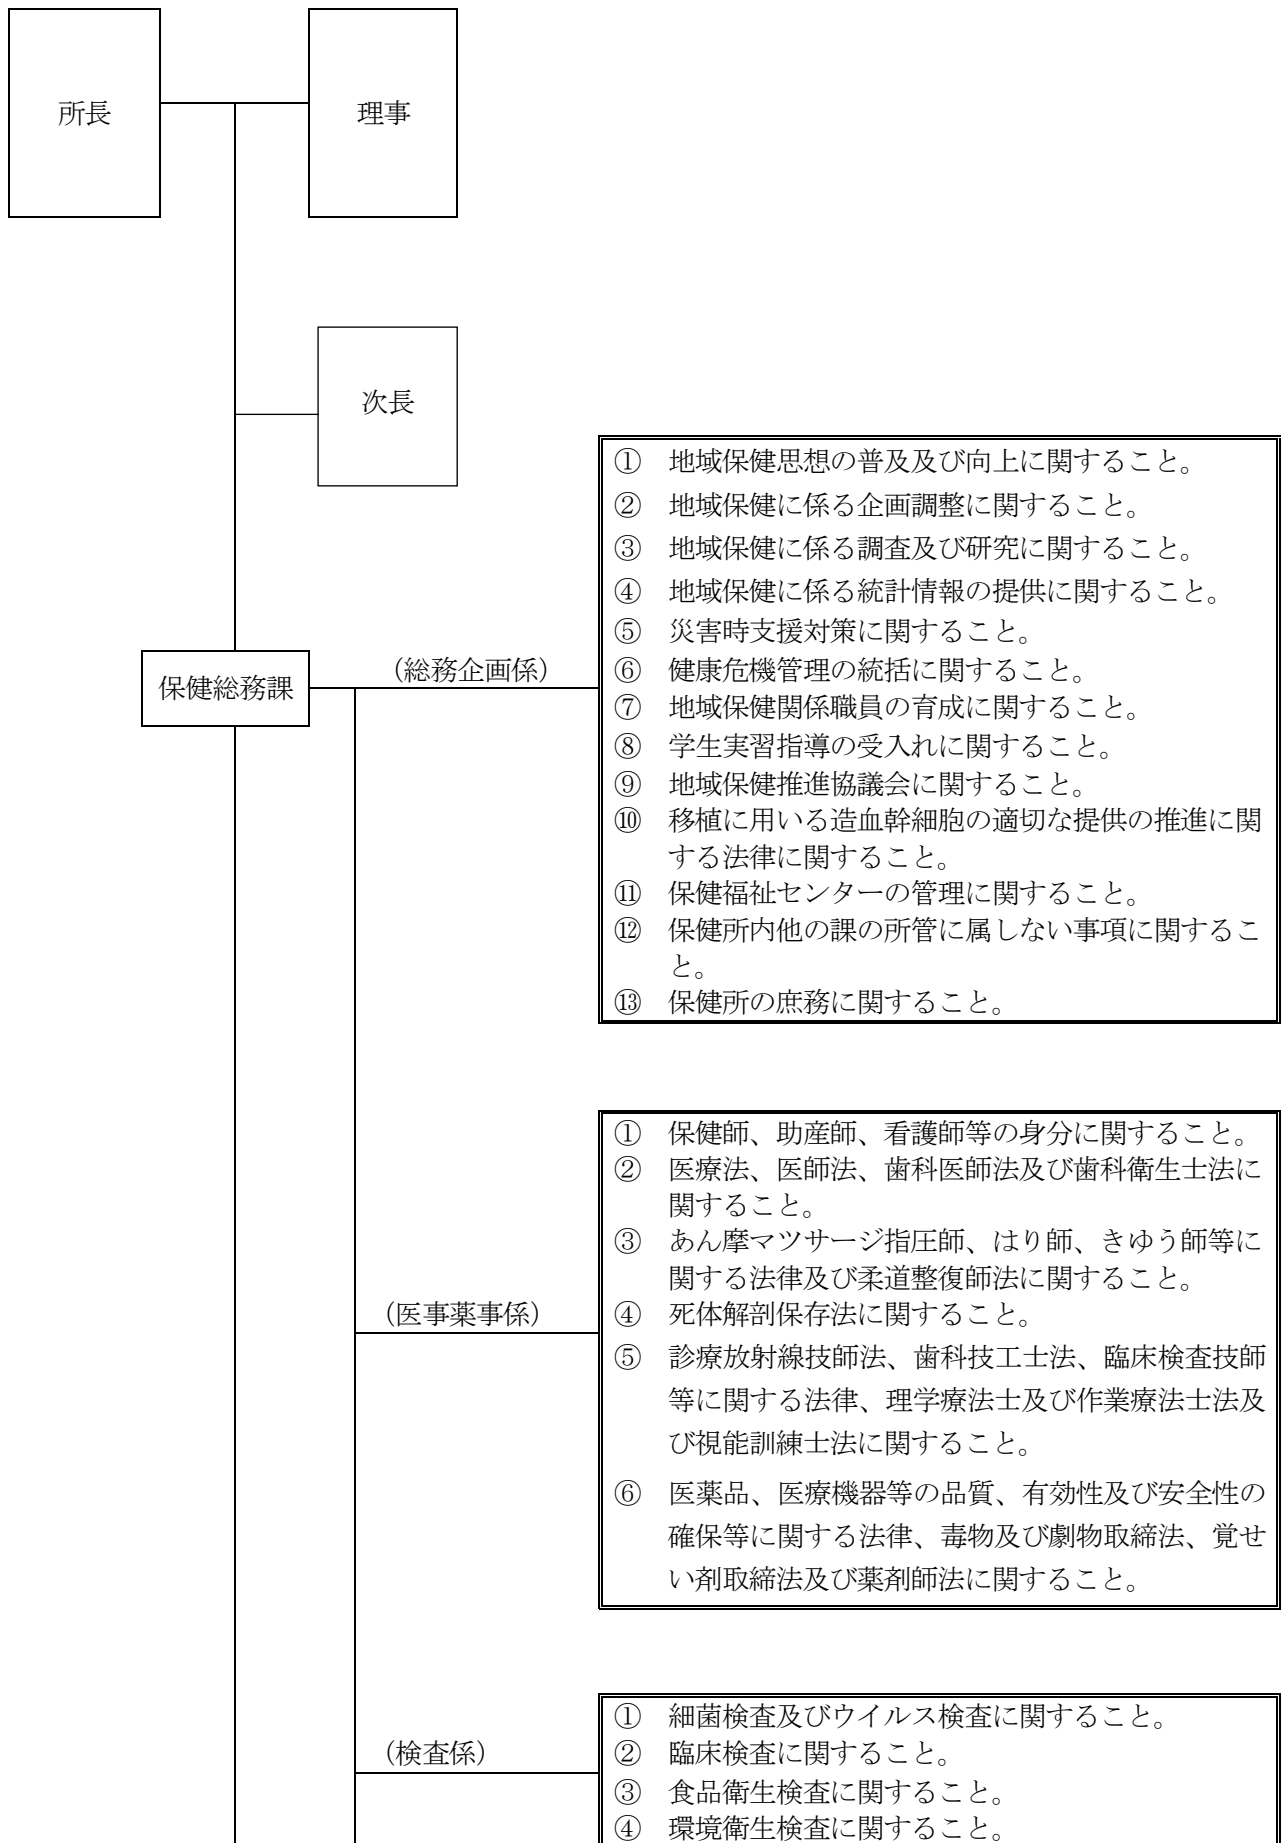 所長
理事
次長
保健総務課
（総務企画係）
①　地域保健思想の普及及び向上に関すること。
②　地域保健に係る企画調整に関すること。
③　地域保健に係る調査及び研究に関すること。
④　地域保健に係る統計情報の提供に関すること。
⑤　災害時支援対策に関すること。
⑥　健康危機管理の統括に関すること。
⑦　地域保健関係職員の育成に関すること。
⑧　学生実習指導の受入れに関すること。
⑨　地域保健推進協議会に関すること。
⑩　移植に用いる造血幹細胞の適切な提供の推進に関
する法律に関すること。
⑪　保健福祉センターの管理に関すること。
⑫　保健所内他の課の所管に属しない事項に関するこ
と。
⑬　保健所の庶務に関すること。
（医事薬事係）
①　保健師、助産師、看護師等の身分に関すること。
②　医療法、医師法、歯科医師法及び歯科衛生士法に
関すること。
③　あん摩マツサージ指圧師、はり師、きゆう師等に
関する法律及び柔道整復師法に関すること。
④　死体解剖保存法に関すること。
⑤　診療放射線技師法、歯科技工士法、臨床検査技師
等に関する法律、理学療法士及び作業療法士法及
び視能訓練士法に関すること。
⑥　医薬品、医療機器等の品質、有効性及び安全性の
確保等に関する法律、毒物及び劇物取締法、覚せ
い剤取締法及び薬剤師法に関すること。
（検査係）
①　細菌検査及びウイルス検査に関すること。
②　臨床検査に関すること。
③　食品衛生検査に関すること。
④　環境衛生検査に関すること。